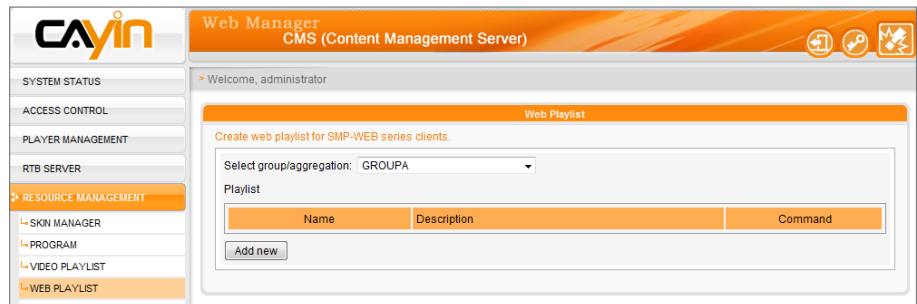 CAYIN
Web Manager
CMS (Content Management Server)
SYSTEM STATUS
ACCESS CONTROL
PLAYER MANAGEMENT
RTB SERVER
RESOURCE MANAGEMENT
SKIN MANAGER
PROGRAM
VIDEO PLAYLIST
WEB PLAYLIST
> Welcome, administrator
Web Playlist
Create web playlist for SMP-WEB series clients.
Select group/aggregation: GROUPA
Playlist
Name Description Command
Add new